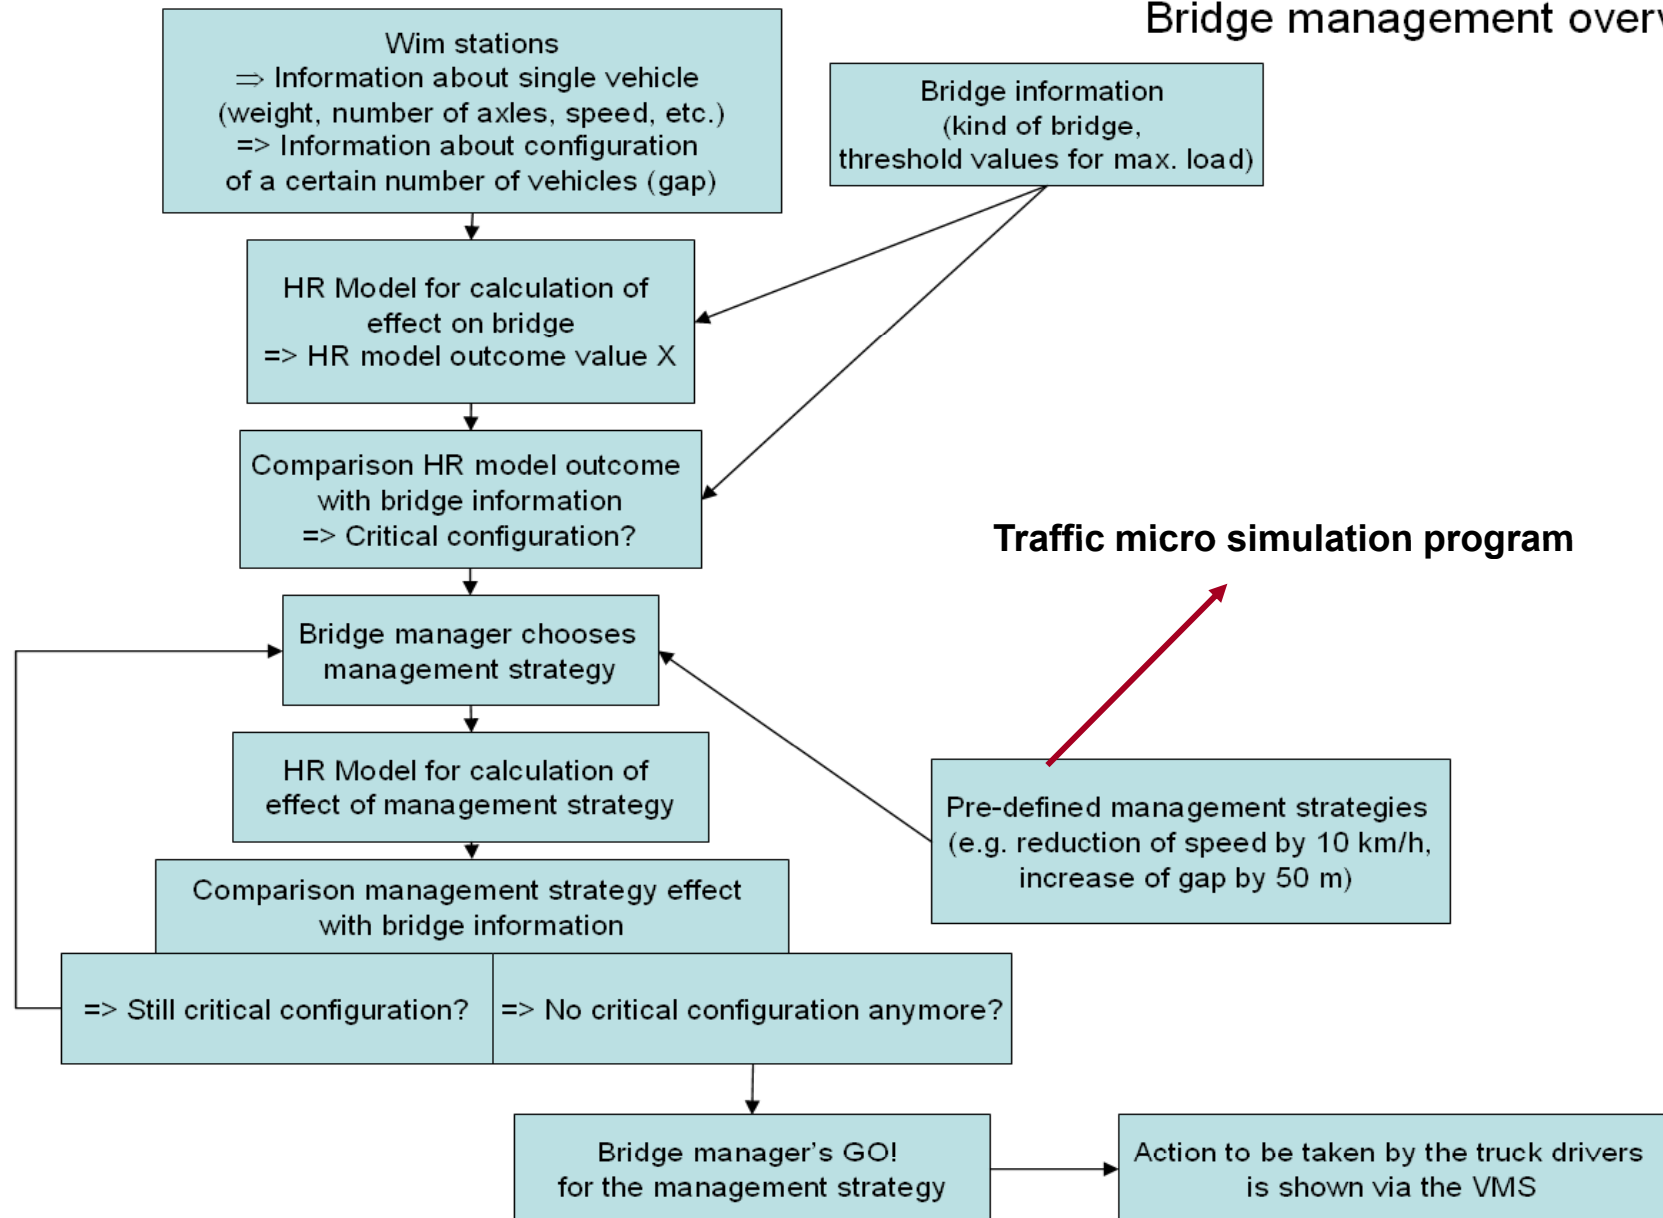 Bridge management overv
Wim stations
⇒ Information about single vehicle
(weight, number of axles, speed, etc.)
=> Information about configuration
of a certain number of vehicles (gap)
Bridge information
(kind of bridge,
threshold values for max. load)
HR Model for calculation of
effect on bridge
=> HR model outcome value X
Comparison HR model outcome
with bridge information
=> Critical configuration?
Traffic micro simulation program
Bridge manager chooses
management strategy
HR Model for calculation of
effect of management strategy
Pre-defined management strategies
(e.g. reduction of speed by 10 km/h,
increase of gap by 50 m)
Comparison management strategy effect
with bridge information
=> Still critical configuration?
=> No critical configuration anymore?
Bridge manager’s GO!
for the management strategy
Action to be taken by the truck drivers
is shown via the VMS